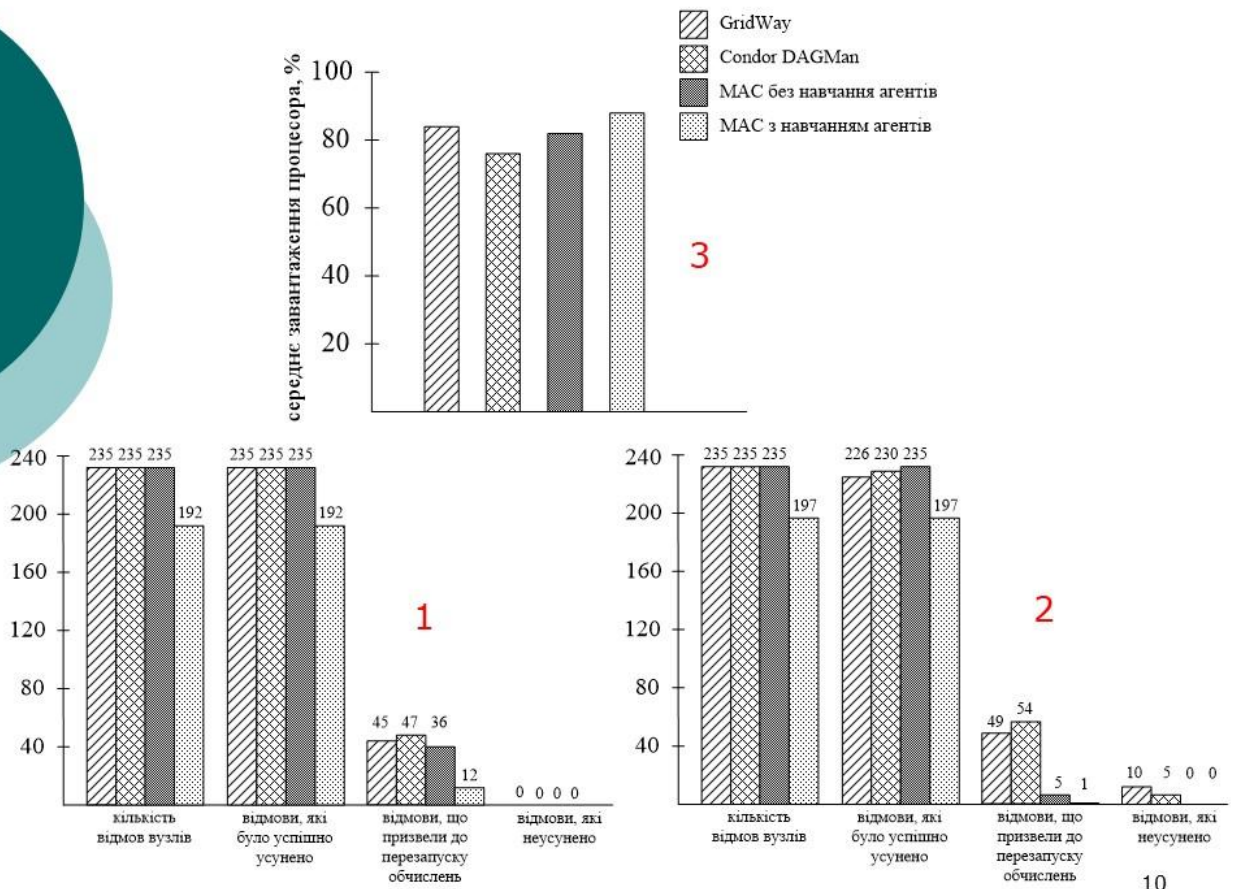 GridWay
Condor DAGMan
МАС без навчання агентів
МАС з навчанням агентів
середнє завантаження процесора, %
100
80
60
40
20
3
240
200
160
120
80
40
235 235 235
192
235 235 235
192
45 47 36
12
0 0 0 0
1
кількість
відмов вузлів
відмови, які
було успішно
усунено
відмови, що
призвели до
перезапуску
обчислень
відмови, які
неусунено
240
200
160
120
80
40
235 235 235
197
226 230 235
197
49 54
5 1
10 5 0 0
2
кількість
відмов вузлів
відмови, які
було успішно
усунено
відмови, що
призвели до
перезапуску
обчислень
відмови, які
неусунено
10